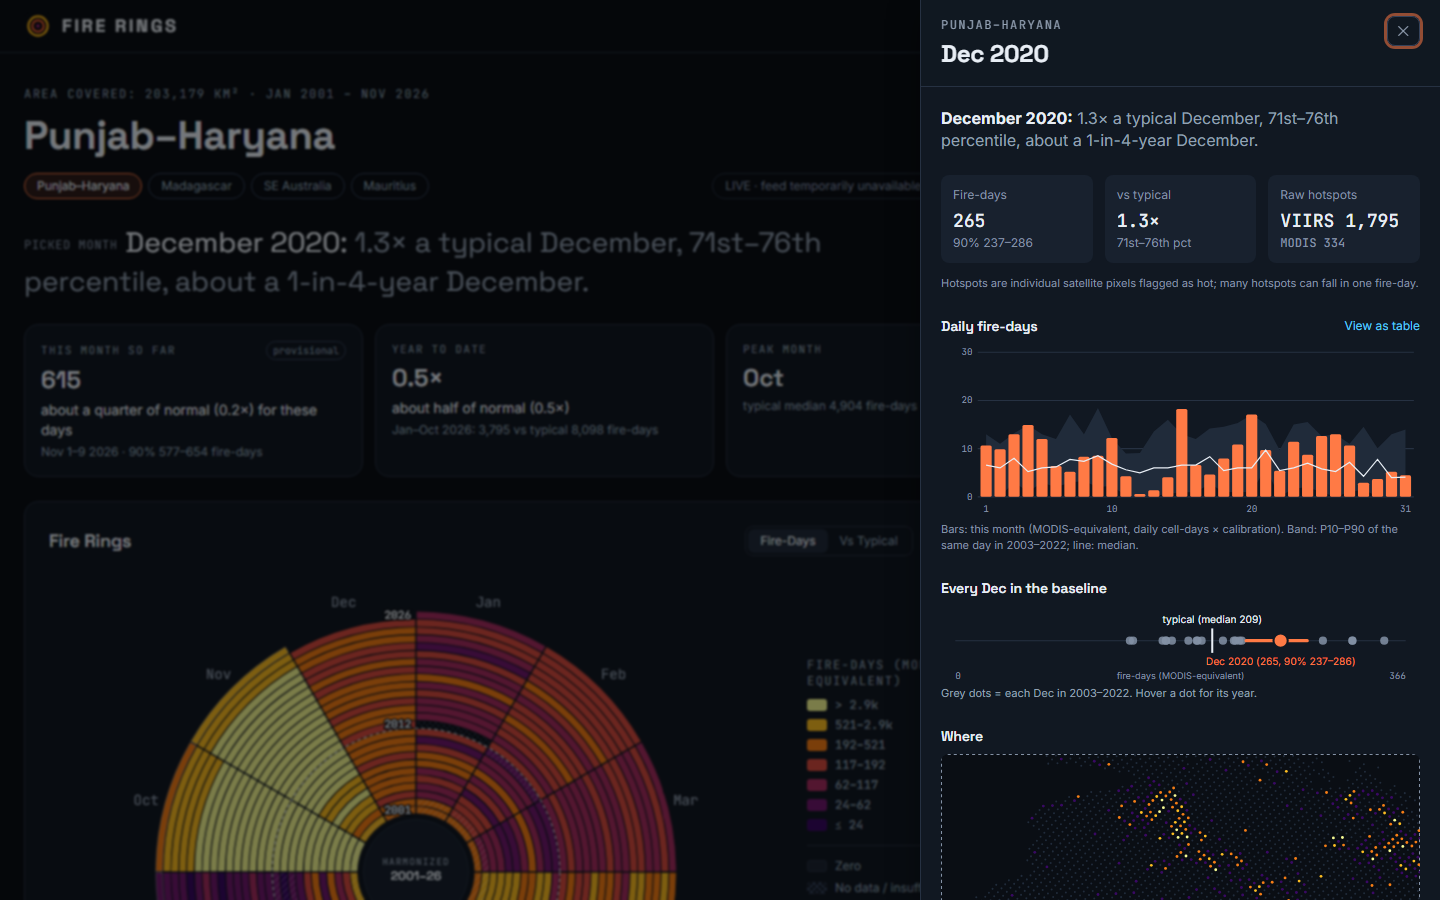 FIRE RINGS
AREA COVERED: 203,179 KM² · JAN 2001 – NOV 2026
Punjab–Haryana
Punjab–Haryana
Madagascar
SE Australia
Mauritius
LIVE · feed temporarily unavailable
PICKED MONTH December 2020: 1.3× a typical December, 71st–76th
percentile, about a 1-in-4-year December.
THIS MONTH SO FAR
provisional
615
about a quarter of normal (0.2×) for these
days
Nov 1–9 2026 · 90% 577–654 fire-days
YEAR TO DATE
0.5×
about half of normal (0.5×)
Jan–Oct 2026: 3,795 vs typical 8,098 fire-days
PEAK MONTH
Oct
typical median 4,904 fire-days
Fire Rings
Fire-Days
Vs Typical
Dec
2026
Jan
Nov
Feb
2012
Oct
2001
Mar
HARMONIZED
2001–26
FIRE-DAYS (MO
EQUIVALENT)
> 2.9k
521–2.9k
192–521
117–192
62–117
24–62
≤ 24
Zero
No data / insuff
PUNJAB–HARYANA
Dec 2020
December 2020: 1.3× a typical December, 71st–76th
percentile, about a 1-in-4-year December.
Fire-days
265
90% 237–286
vs typical
1.3×
71st–76th pct
Raw hotspots
VIIRS 1,795
MODIS 334
Hotspots are individual satellite pixels flagged as hot; many hotspots can fall in one fire-day.
Daily fire-days
View as table
30
20
10
0
1
10
20
31
Bars: this month (MODIS-equivalent, daily cell-days × calibration). Band: P10–P90 of the
same day in 2003–2022; line: median.
Every Dec in the baseline
typical (median 209)
Dec 2020 (265, 90% 237–286)
0
fire-days (MODIS-equivalent)
366
Grey dots = each Dec in 2003–2022. Hover a dot for its year.
Where